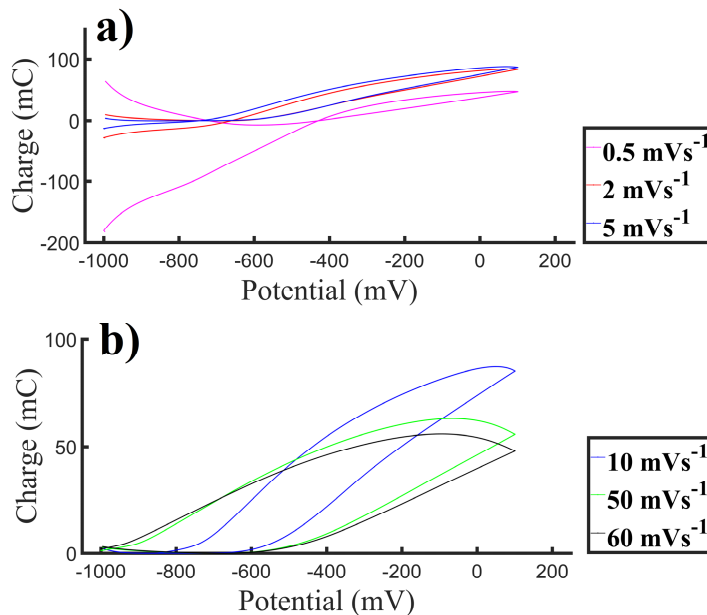 a)
100
0
-100
-200
Charge (mC)
-1000
-800
-600
-400
-200
0
200
Potential (mV)
0.5 mVs⁻¹
2 mVs⁻¹
5 mVs⁻¹
b)
100
50
0
Charge (mC)
-1000
-800
-600
-400
-200
0
200
Potential (mV)
10 mVs⁻¹
50 mVs⁻¹
60 mVs⁻¹